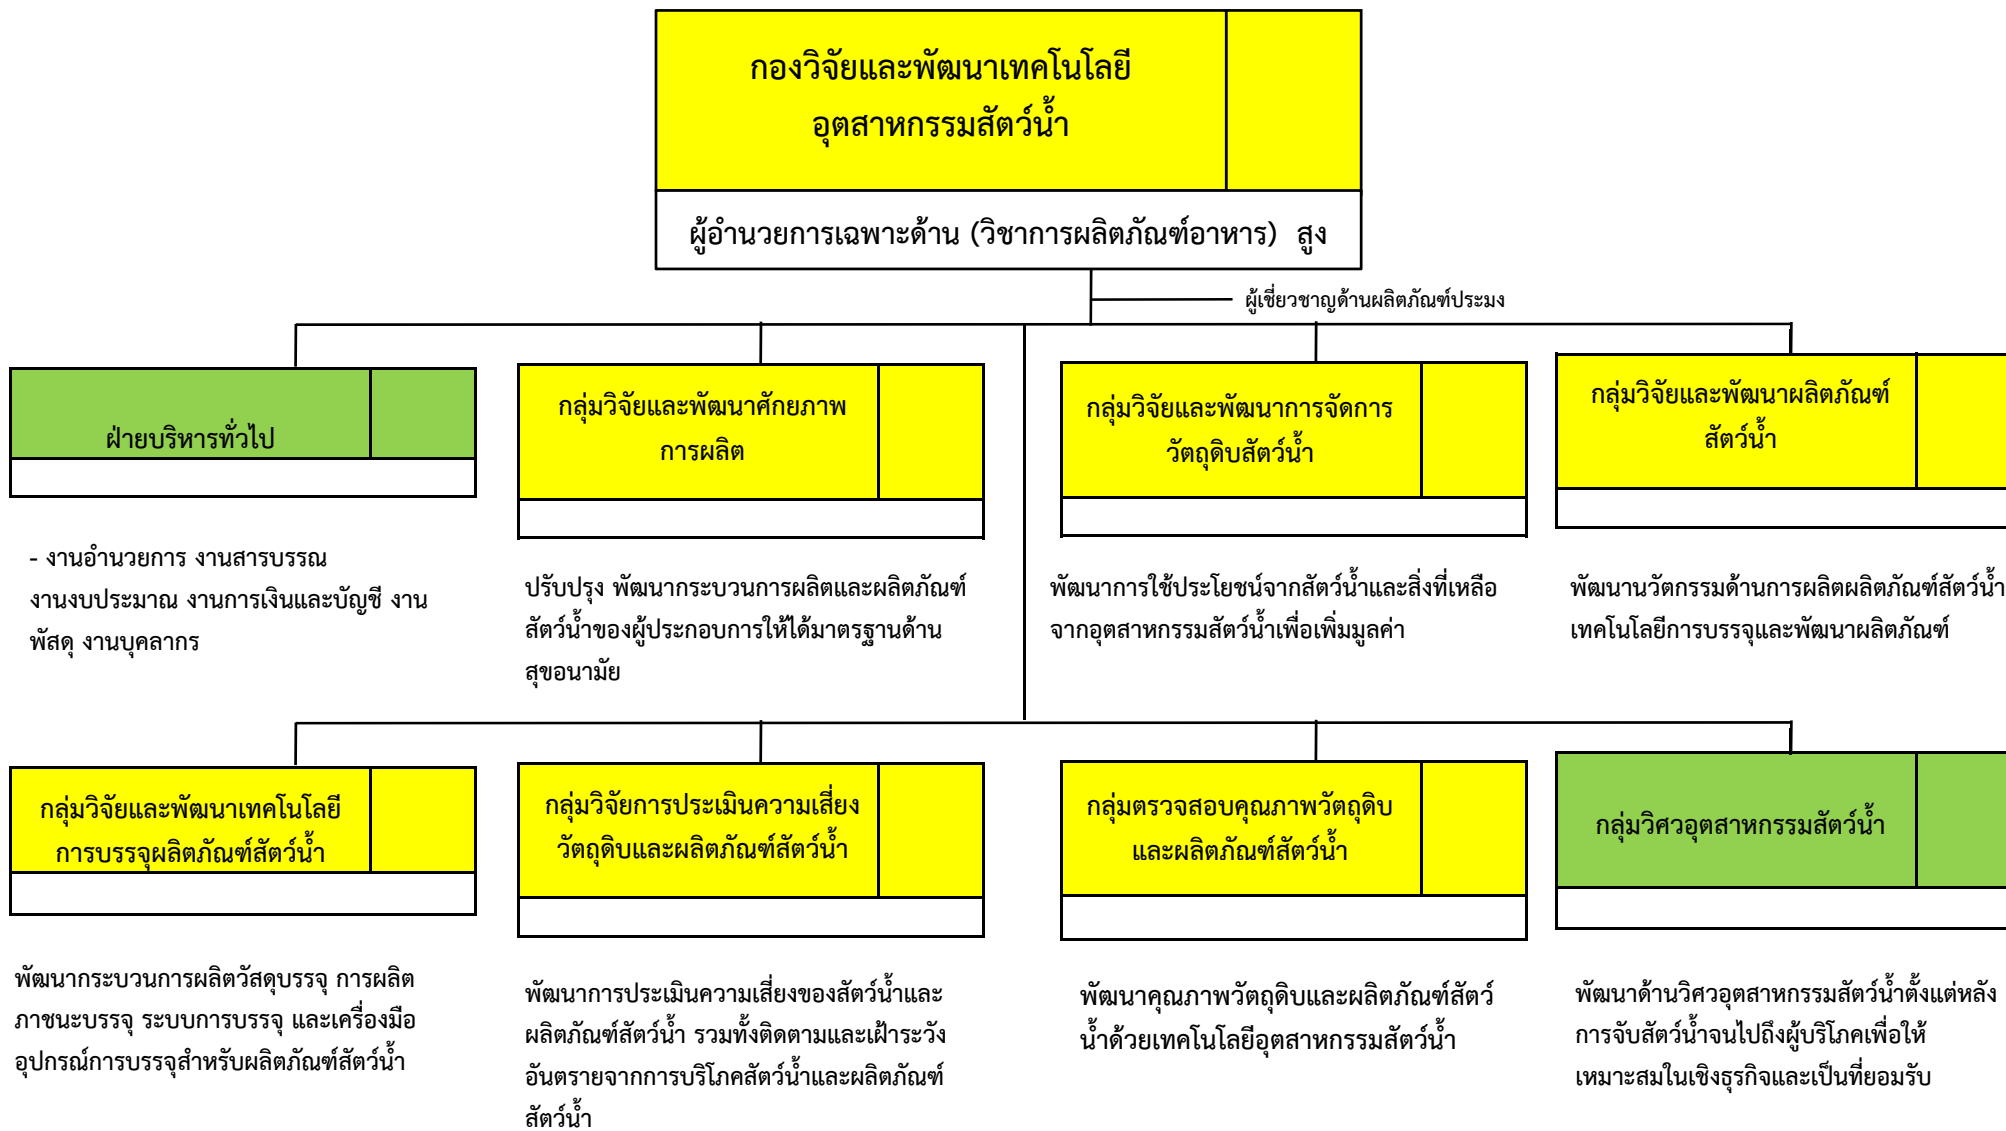 กองวิจัยและพัฒนาเทคโนโลยี
อุตสาหกรรมสัตว์น้ำ
ผู้อำนวยการเฉพาะด้าน (วิชาการผลิตภัณฑ์อาหาร) สูง
ผู้เชี่ยวชาญด้านผลิตภัณฑ์ประมง
ฝ่ายบริหารทั่วไป
- งานอำนวยการ งานสารบรรณ
งานงบประมาณ งานการเงินและบัญชี งาน
พัสดุ งานบุคลากร
กลุ่มวิจัยและพัฒนาศักยภาพ
การผลิต
ปรับปรุง พัฒนากระบวนการผลิตและผลิตภัณฑ์
สัตว์น้ำของผู้ประกอบการให้ได้มาตรฐานด้าน
สุขอนามัย
กลุ่มวิจัยและพัฒนาการจัดการ
วัตถุดิบสัตว์น้ำ
พัฒนาการใช้ประโยชน์จากสัตว์น้ำและสิ่งที่เหลือ
จากอุตสาหกรรมสัตว์น้ำเพื่อเพิ่มมูลค่า
กลุ่มวิจัยและพัฒนาผลิตภัณฑ์
สัตว์น้ำ
พัฒนานวัตกรรมด้านการผลิตผลิตภัณฑ์สัตว์น้ำ
เทคโนโลยีการบรรจุและพัฒนาผลิตภัณฑ์
กลุ่มวิจัยและพัฒนาเทคโนโลยี
การบรรจุผลิตภัณฑ์สัตว์น้ำ
พัฒนากระบวนการผลิตวัสดุบรรจุ การผลิต
ภาชนะบรรจุ ระบบการบรรจุ และเครื่องมือ
อุปกรณ์การบรรจุสำหรับผลิตภัณฑ์สัตว์น้ำ
กลุ่มวิจัยการประเมินความเสี่ยง
วัตถุดิบและผลิตภัณฑ์สัตว์น้ำ
พัฒนาการประเมินความเสี่ยงของสัตว์น้ำและ
ผลิตภัณฑ์สัตว์น้ำ รวมทั้งติดตามและเฝ้าระวัง
อันตรายจากการบริโภคสัตว์น้ำและผลิตภัณฑ์
สัตว์น้ำ
กลุ่มตรวจสอบคุณภาพวัตถุดิบ
และผลิตภัณฑ์สัตว์น้ำ
พัฒนาคุณภาพวัตถุดิบและผลิตภัณฑ์สัตว์
น้ำด้วยเทคโนโลยีอุตสาหกรรมสัตว์น้ำ
กลุ่มวิศวอุตสาหกรรมสัตว์น้ำ
พัฒนาด้านวิศวอุตสาหกรรมสัตว์น้ำตั้งแต่หลัง
การจับสัตว์น้ำจนไปถึงผู้บริโภคเพื่อให้
เหมาะสมในเชิงธุรกิจและเป็นที่ยอมรับ